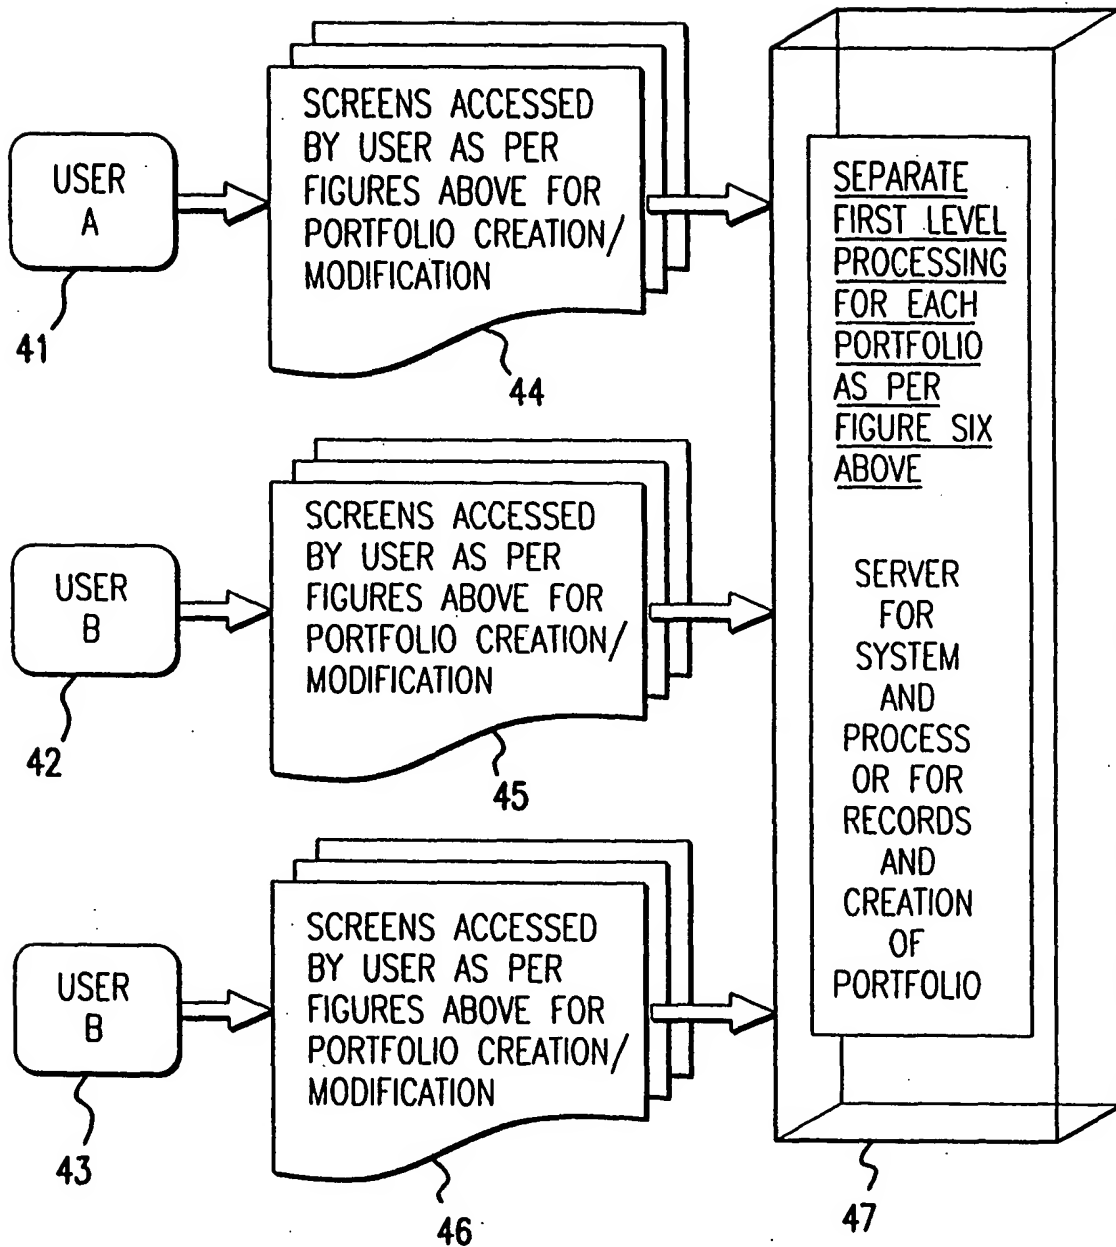 USER
A
41
SCREENS ACCESSED
BY USER AS PER
FIGURES ABOVE FOR
PORTFOLIO CREATION/
MODIFICATION
44
USER
B
42
SCREENS ACCESSED
BY USER AS PER
FIGURES ABOVE FOR
PORTFOLIO CREATION/
MODIFICATION
45
USER
B
43
SCREENS ACCESSED
BY USER AS PER
FIGURES ABOVE FOR
PORTFOLIO CREATION/
MODIFICATION
46
SEPARATE
FIRST LEVEL
PROCESSING
FOR EACH
PORTFOLIO
AS PER
FIGURE SIX
ABOVE
SERVER
FOR
SYSTEM
AND
PROCESS
OR FOR
RECORDS
AND
CREATION
OF
PORTFOLIO
47